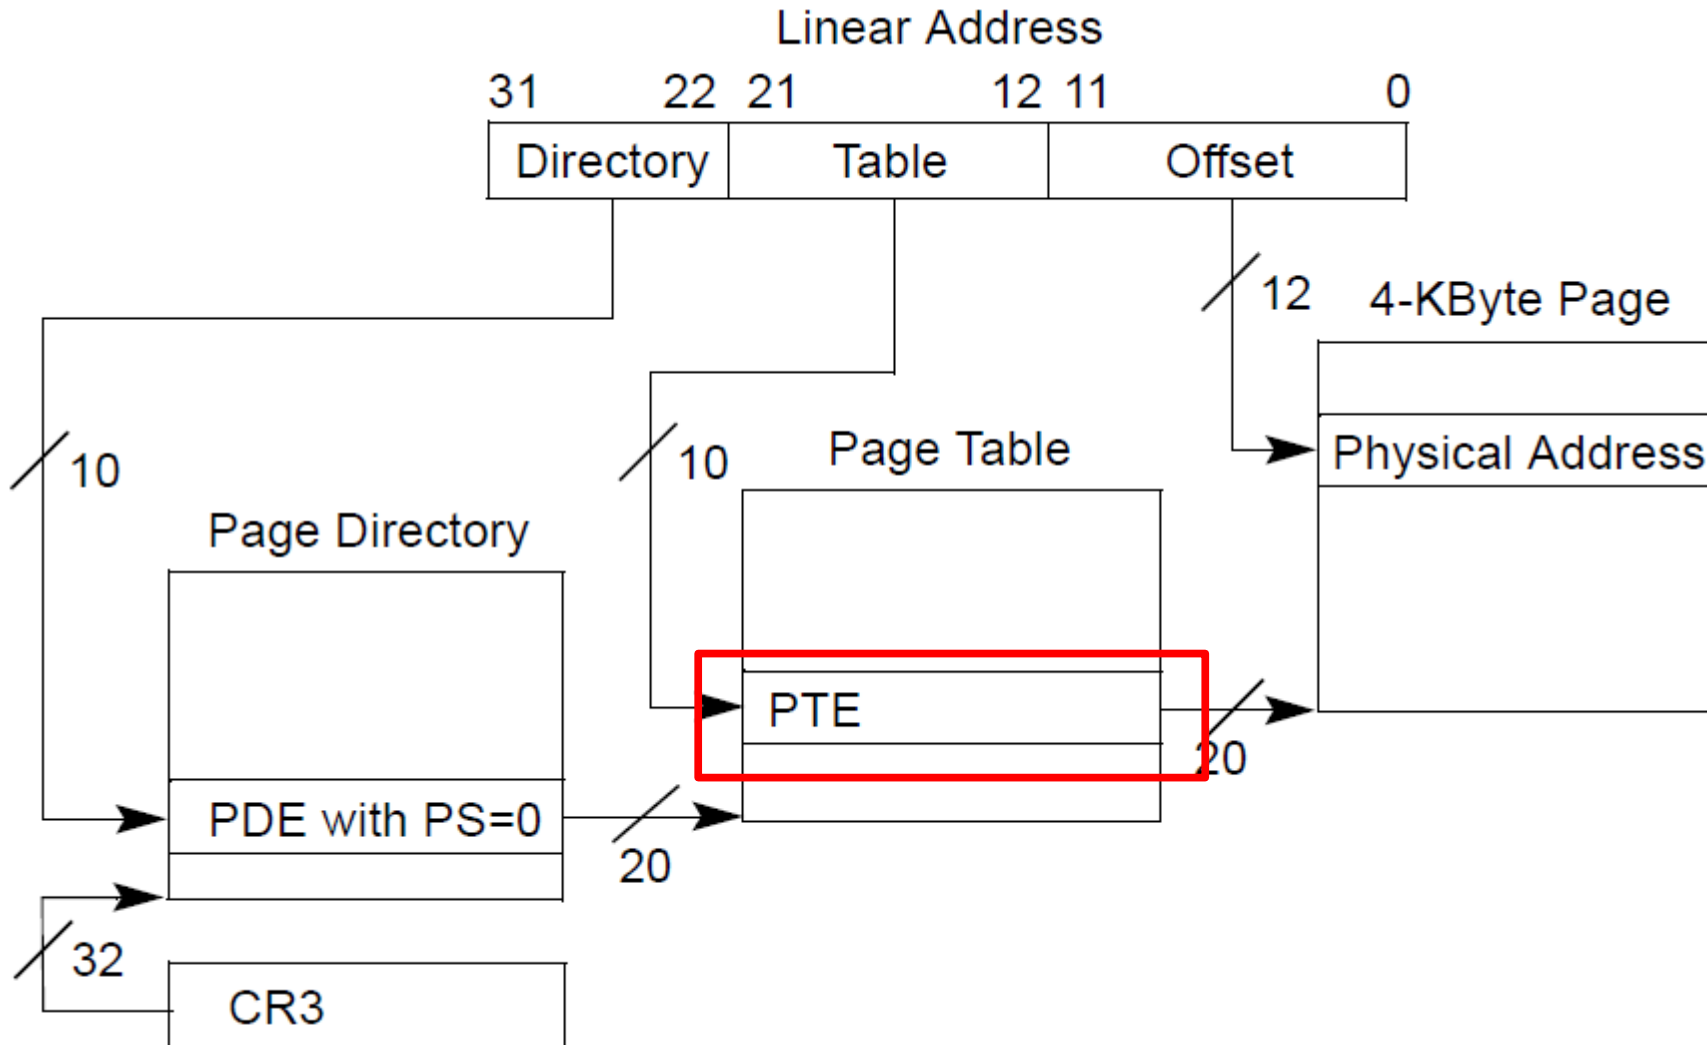 Linear Address
31 22 21 12 11 0
Directory Table Offset
12
4-KByte Page
10
10
Page Table
Physical Address
Page Directory
PTE
20
PDE with PS=0
20
32
CR3